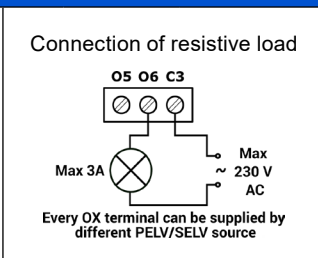 Connection of resistive load
O5 O6 C3
Max 3A
Max
~ 230 V
AC
Every OX terminal can be supplied by
different PELV/SELV source